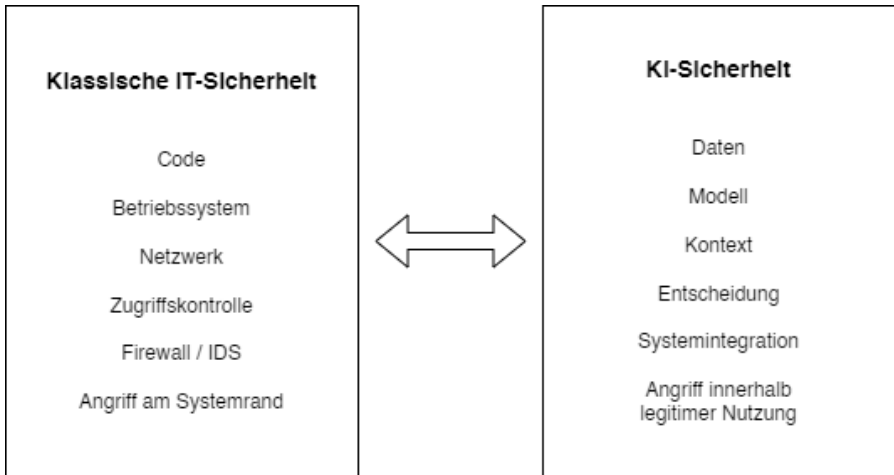 Klassische IT-Sicherheit
Code
Betriebssystem
Netzwerk
Zugriffskontrolle
Firewall / IDS
Angriff am Systemrand
KI-Sicherheit
Daten
Modell
Kontext
Entscheidung
Systemintegration
Angriff innerhalb
legitimer Nutzung